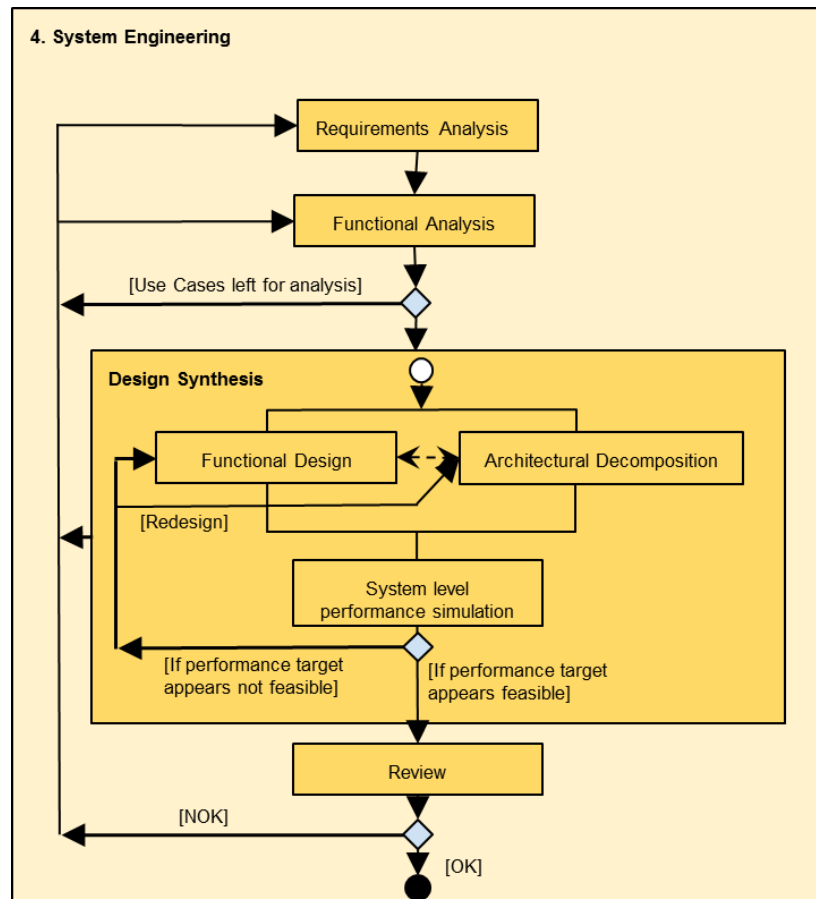 4. System Engineering
Requirements Analysis
Functional Analysis
[Use Cases left for analysis]
Design Synthesis
Functional Design
Architectural Decomposition
[Redesign]
System level
performance simulation
[If performance target
appears not feasible]
[If performance target
appears feasible]
Review
[NOK]
[OK]